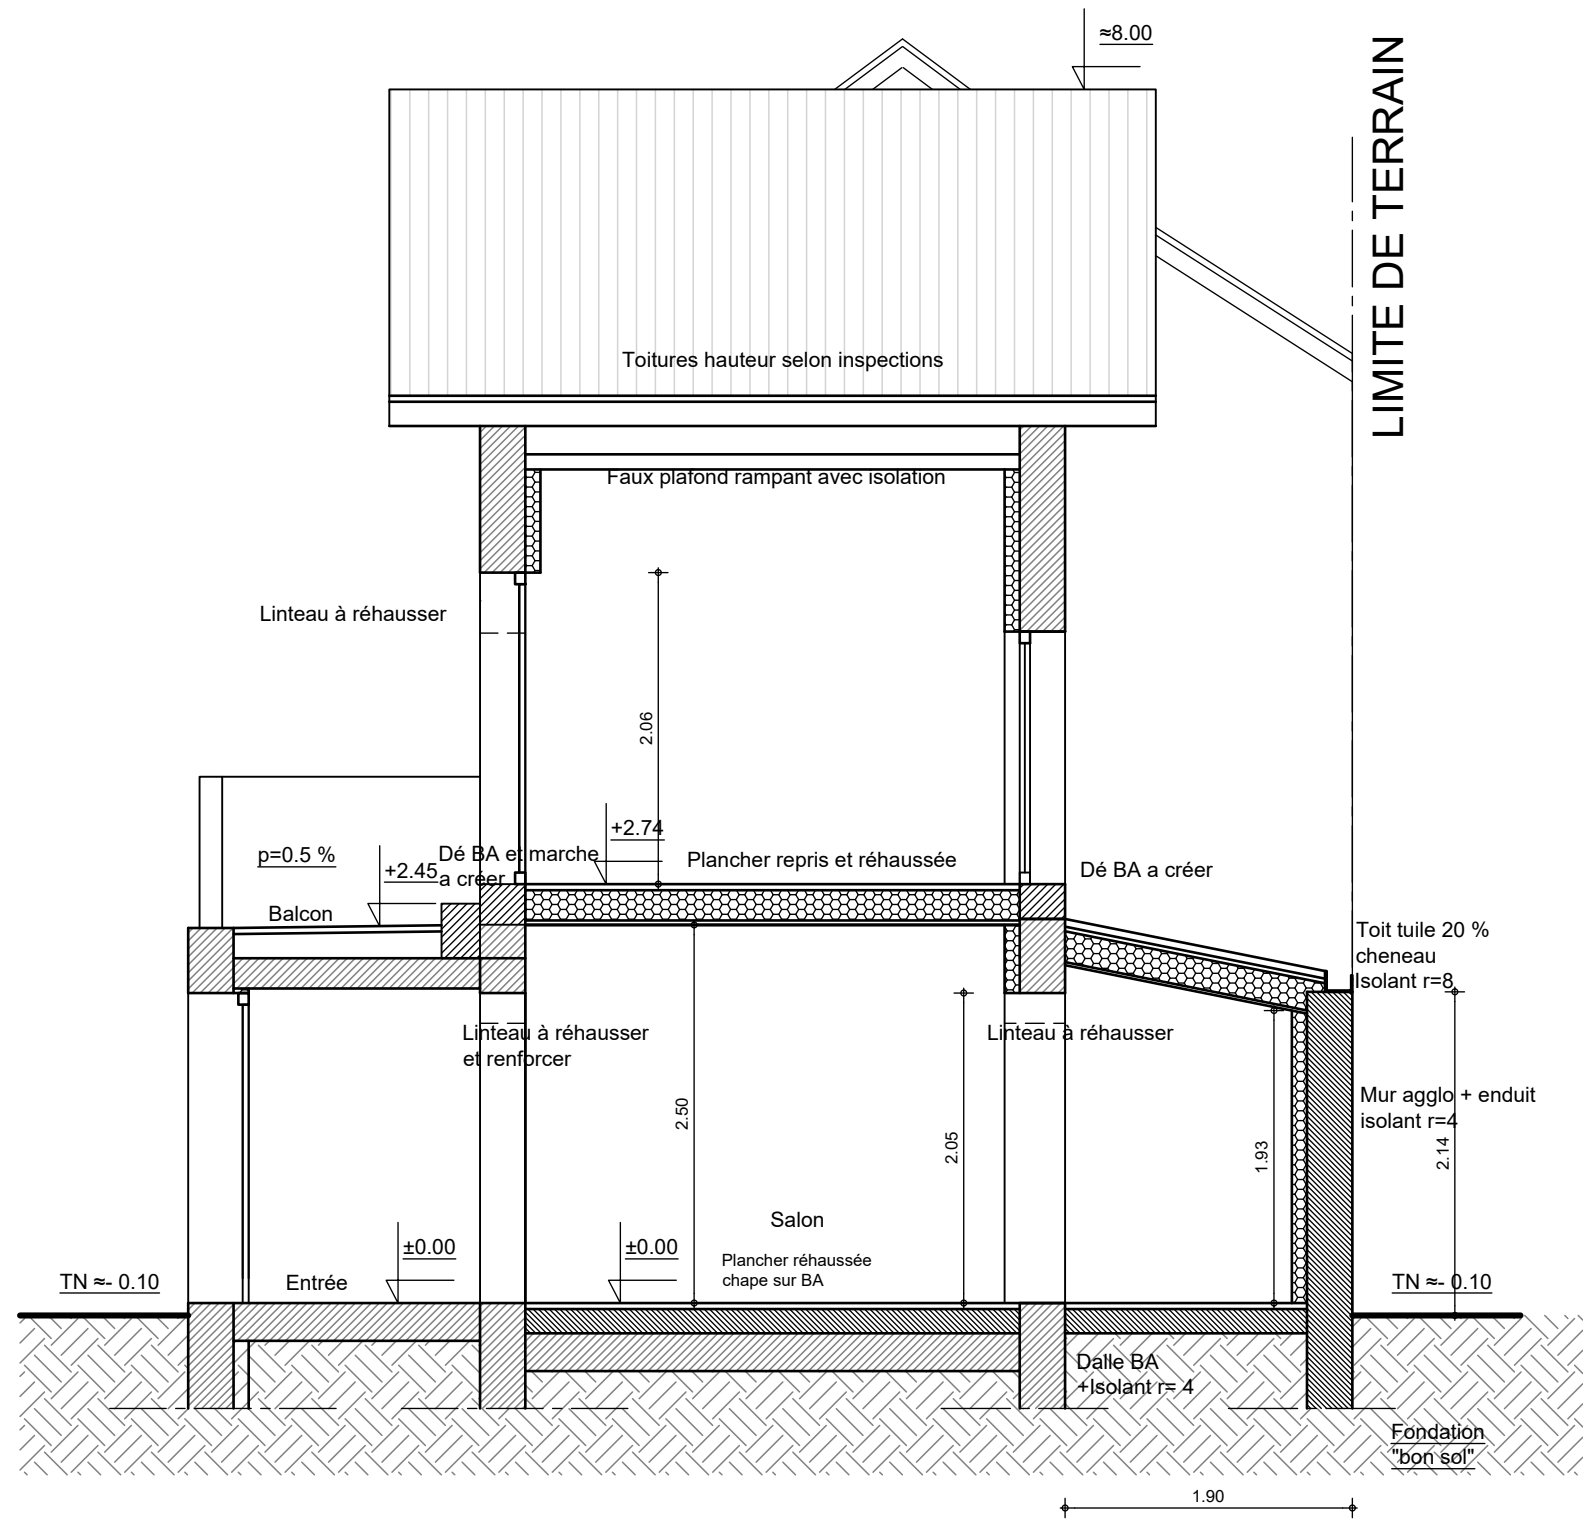 ≈8.00
LIMITE DE TERRAIN
Toitures hauteur selon inspections
Faux plafond rampant avec isolation
Linteau à réhausser
2.06
+2.74
p=0.5 %
+2.45
Dé BA et marche
a créer
Plancher repris et réhaussée
Dé BA a créer
Balcon
Toit tuile 20 %
cheneau
Isolant r=8
Linteau à réhausser
et renforcer
Linteau à réhausser
2.50
2.05
1.93
Mur agglo + enduit
isolant r=4
2.14
Salon
±0.00
±0.00
Plancher réhaussée
chape sur BA
TN ≈- 0.10
Entrée
TN ≈- 0.10
Dalle BA
+Isolant r= 4
Fondation
"bon sol"
1.90